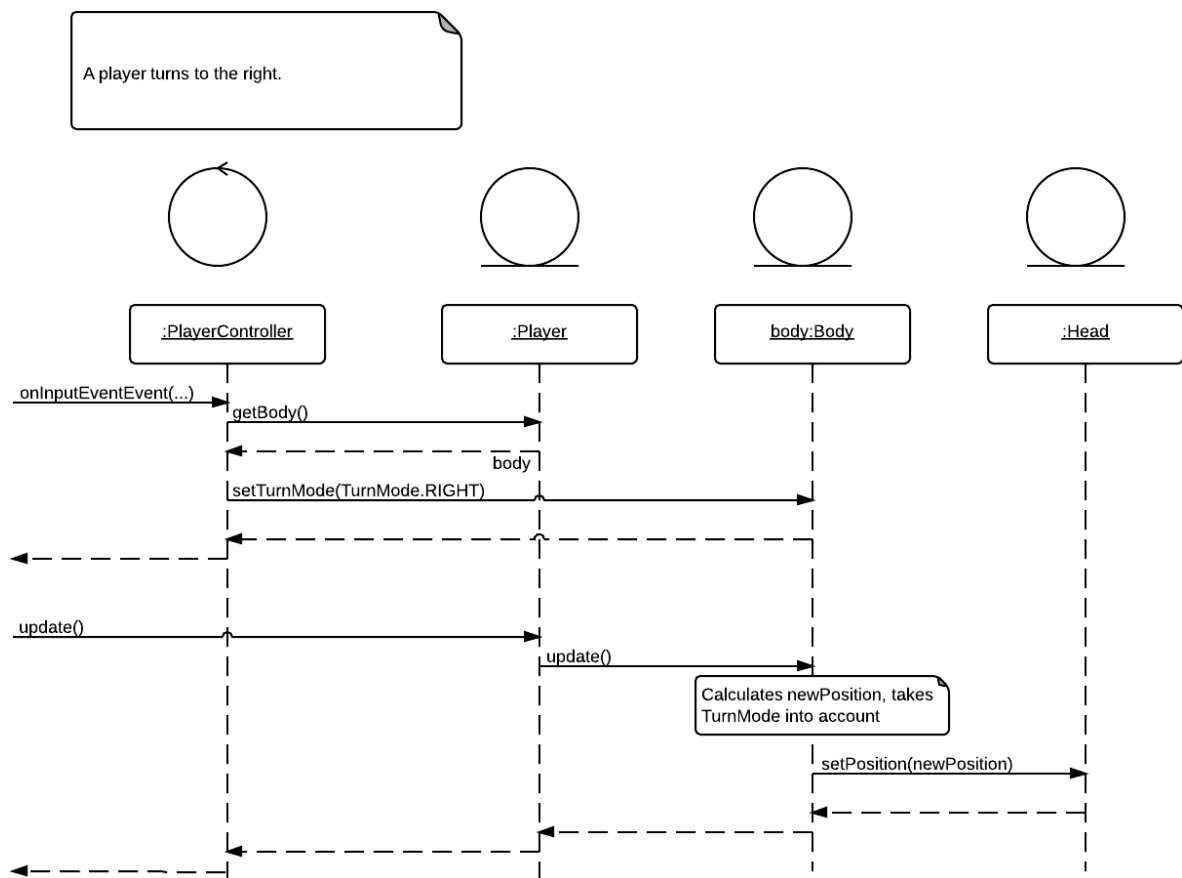 A player turns to the right.
:PlayerController
:Player
body:Body
:Head
onInputEventEvent(...)
getBody()
body
setTurnMode(TurnMode.RIGHT)
update()
update()
Calculates newPosition, takes
TurnMode into account
setPosition(newPosition)